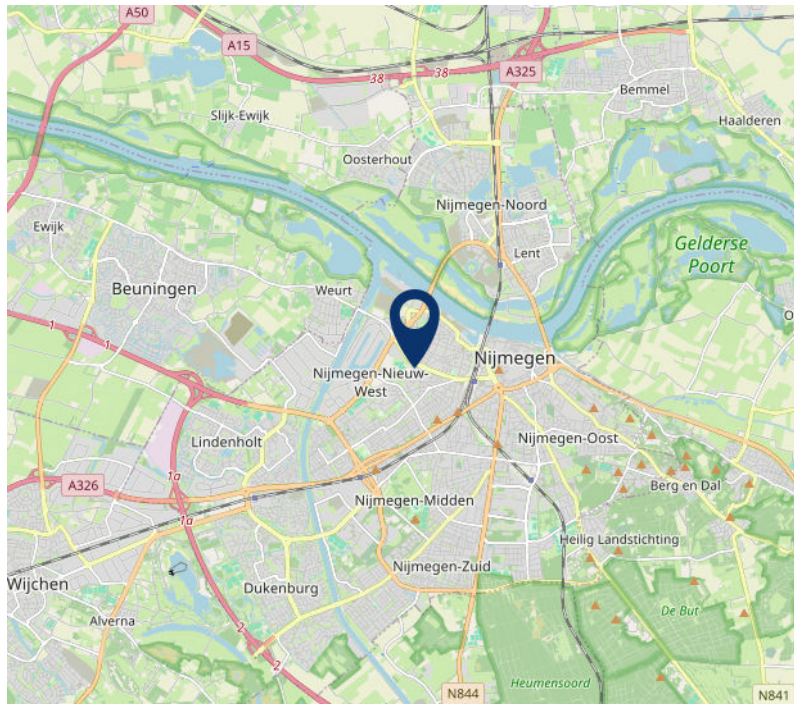 A50
A15
38
38
A325
Bemmel
Slijk-Ewijk
Haalderen
Oosterhout
Nijmegen-Noord
Ewijk
Lent
Gelderse
Poort
Beuningen
Weurt
1
Nijmegen
Nijmegen-Nieuw-
West
1
Lindenholt
Nijmegen-Oost
1a
A326
Berg en Dal
Nijmegen-Midden
1a
Heilig Landstichting
Nijmegen-Zuid
Wijchen
Dukenburg
De But
Alverna
2
2
Heumensoord
N844
N841